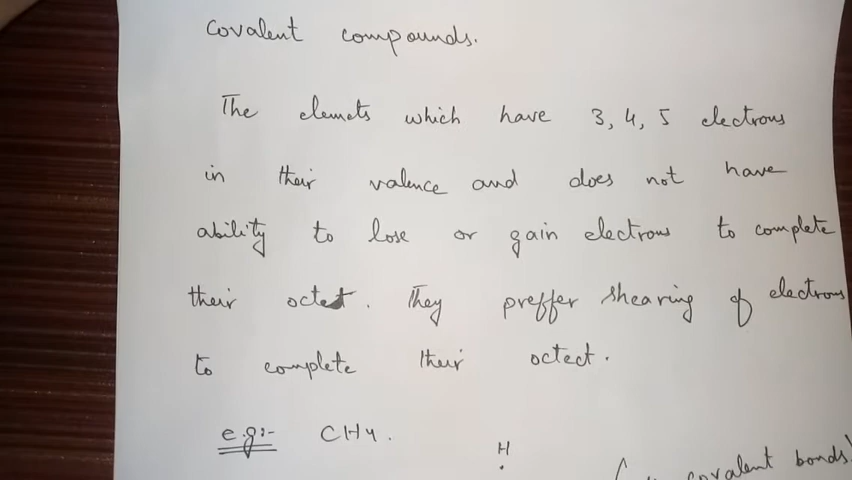 Covalent compounds.
The elemets which have 3, 4, 5 electrons
in their valence and does not have
ability to lose or gain electrons to complete
their octet. They preffer shearing of electrons
to complete their octect.
e.g:- CH4.
H
covalent bonds